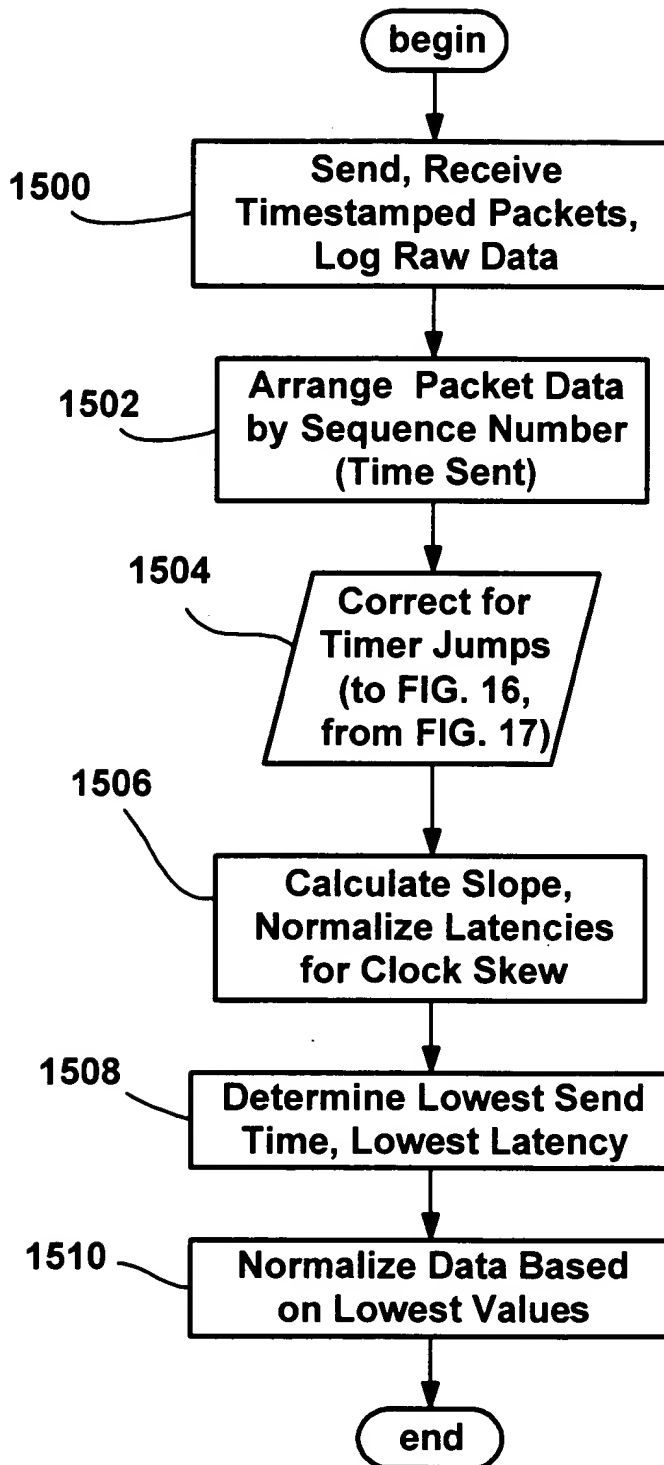 begin
1500
Send, Receive
Timestamped Packets,
Log Raw Data
1502
Arrange Packet Data
by Sequence Number
(Time Sent)
1504
Correct for
Timer Jumps
(to FIG. 16,
from FIG. 17)
1506
Calculate Slope,
Normalize Latencies
for Clock Skew
1508
Determine Lowest Send
Time, Lowest Latency
1510
Normalize Data Based
on Lowest Values
end